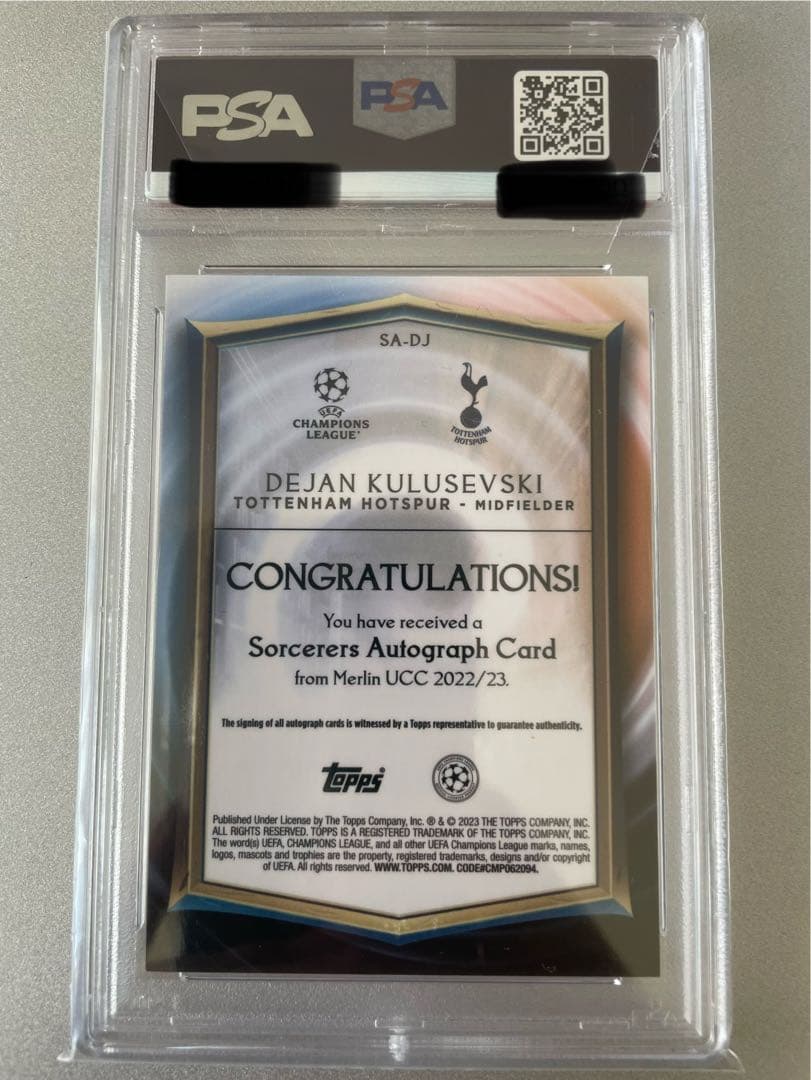 PSA PSA
SA-DJ
UEFA
CHAMPIONS
LEAGUE
TOTTENHAM
HOTSPUR
DEJAN KULUSEVSKI
TOTTENHAM HOTSPUR - MIDFIELDER
CONGRATULATIONS!
You have received a
Sorcerers Autograph Card
from Merlin UCC 2022/23.
The signing of all autograph cards is witnessed by a Topps representative to guarantee authenticity.
topps
Published Under License by The Topps Company, Inc. ® & © 2023 THE TOPPS COMPANY, INC.
ALL RIGHTS RESERVED. TOPPS IS A REGISTERED TRADEMARK OF THE TOPPS COMPANY, INC.
The word(s) UEFA, CHAMPIONS LEAGUE, and all other UEFA Champions League marks, names,
logos, mascots and trophies are the property, registered trademarks, designs and/or copyright
of UEFA. All rights reserved. WWW.TOPPS.COM. CODE#CMP062094.